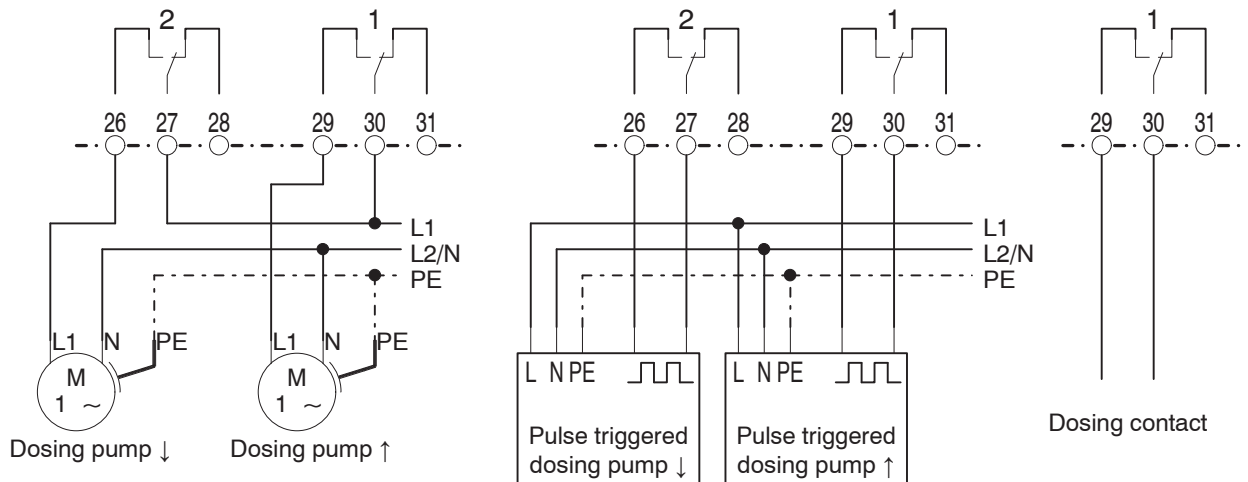 2 1 2 1 1
26 27 28 29 30 31 26 27 28 29 30 31 29 30 31
L1 L1
L2/N L2/N
PE PE
L1 N PE L1 N PE
L N PE L N PE
M M
1 ~ 1 ~
Dosing pump ↓ Dosing pump ↑
Pulse triggered
dosing pump ↓
Pulse triggered
dosing pump ↑
Dosing contact